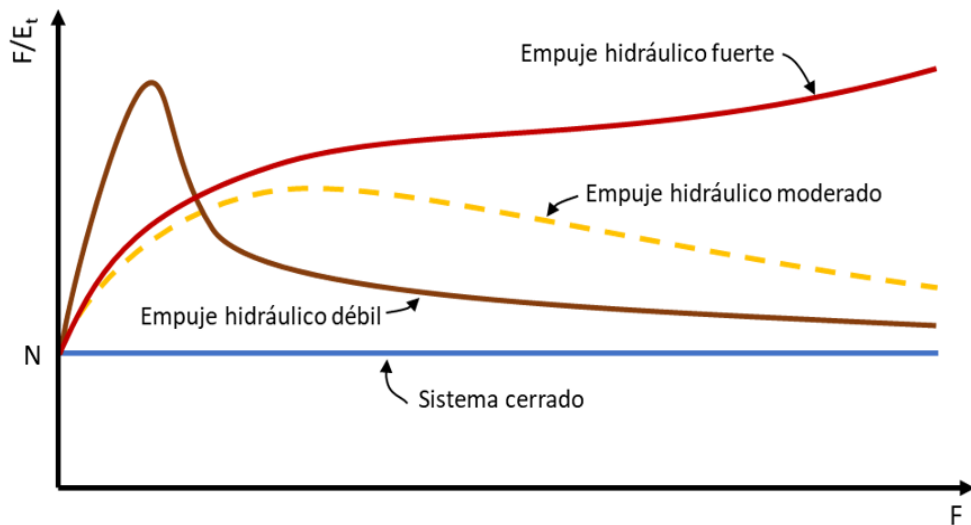 F/Eₜ
Empuje hidráulico fuerte
Empuje hidráulico moderado
Empuje hidráulico débil
N
Sistema cerrado
F